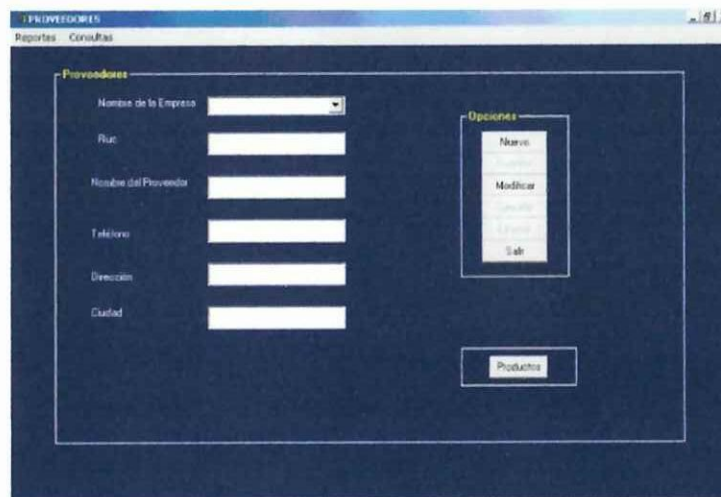 PROVEEDORES
Reportes Consultas
Proveedores
Nombre de la Empresa
Ruc
Nombre del Proveedor
Teléfono
Dirección
Ciudad
Opciones
Nuevo
Modificar
Salir
Productos